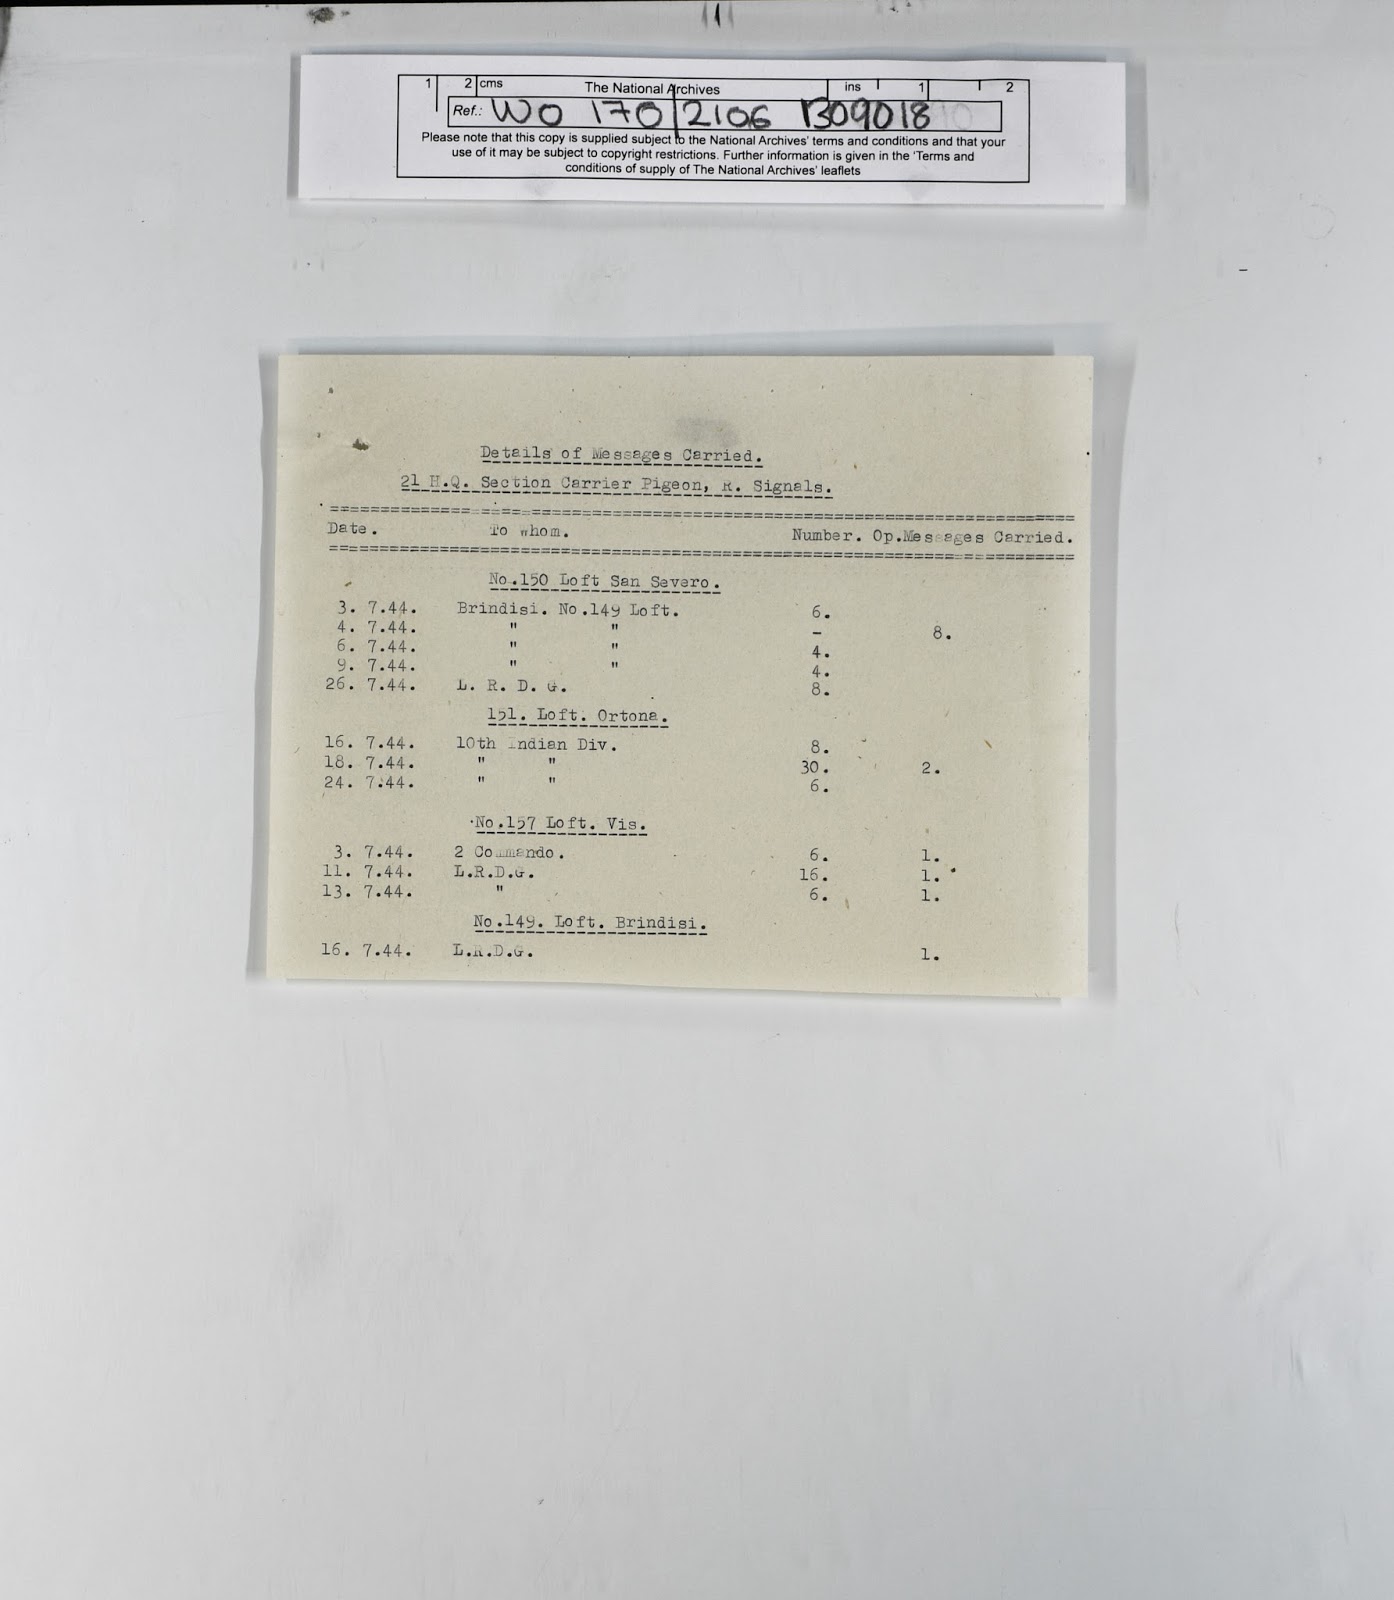 1 2 cms The National Archives ins 1 2
Ref.: WO 170/2106 1309018
Please note that this copy is supplied subject to the National Archives' terms and conditions and that your
use of it may be subject to copyright restrictions. Further information is given in the 'Terms and
conditions of supply of The National Archives' leaflets
Details of Messages Carried.
21 H.Q. Section Carrier Pigeon, R. Signals.
Date. To whom. Number. Op.Messages Carried.
No.150 Loft San Severo.
3. 7.44. Brindisi. No.149 Loft. 6.
4. 7.44. " " - 8.
6. 7.44. " " 4.
9. 7.44. " " 4.
26. 7.44. L. R. D. G. 8.
151. Loft. Ortona.
16. 7.44. 10th Indian Div. 8.
18. 7.44. " " 30. 2.
24. 7.44. " " 6.
No.157 Loft. Vis.
3. 7.44. 2 Commando. 6. 1.
11. 7.44. L.R.D.G. 16. 1.
13. 7.44. " 6. 1.
No.149. Loft. Brindisi.
16. 7.44. L.R.D.G. 1.